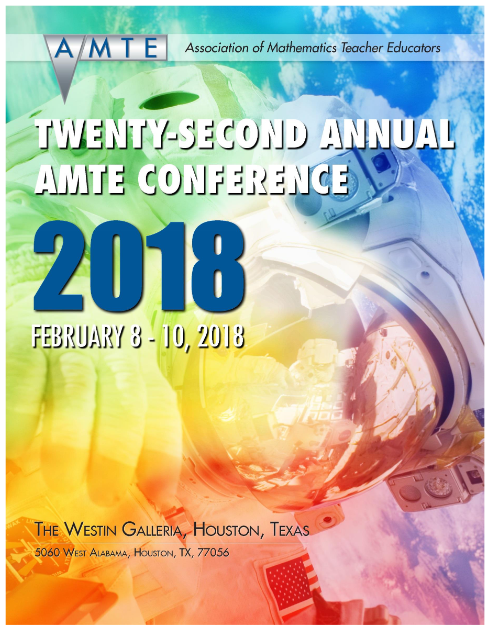 AMTE
Association of Mathematics Teacher Educators
TWENTY-SECOND ANNUAL
AMTE CONFERENCE
2018
FEBRUARY 8 - 10, 2018
THE WESTIN GALLERIA, HOUSTON, TEXAS
5060 WEST ALABAMA, HOUSTON, TX, 77056